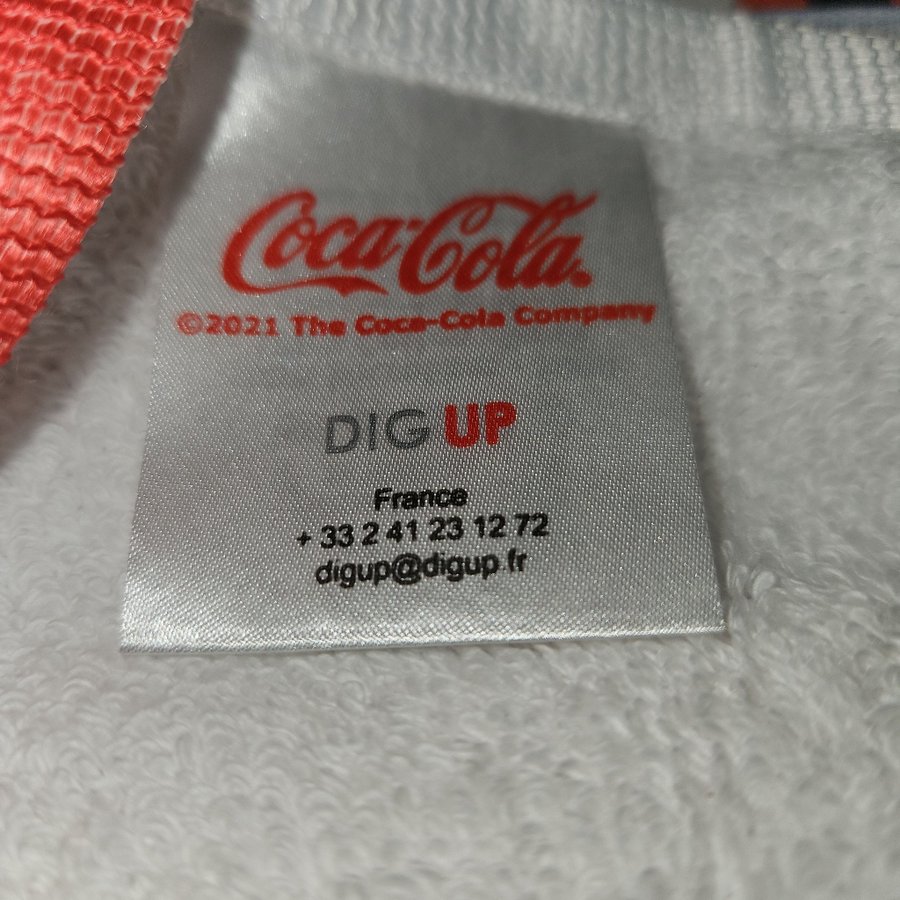 Coca-Cola®
©2021 The Coca-Cola Company
DIG UP
France
+ 33 2 41 23 12 72
digup@digup.fr